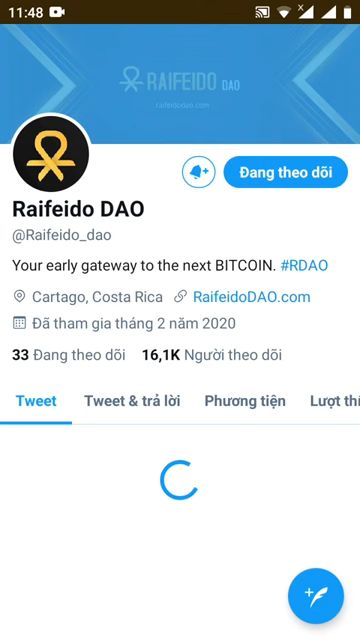 11:48
RAIFEIDO DAO
raifeidodao.com
Đang theo dõi
Raifeido DAO
@Raifeido_dao
Your early gateway to the next BITCOIN. #RDAO
Cartago, Costa Rica RaifeidoDAO.com
Đã tham gia tháng 2 năm 2020
33 Đang theo dõi 16,1K Người theo dõi
Tweet Tweet & trả lời Phương tiện Lượt thí